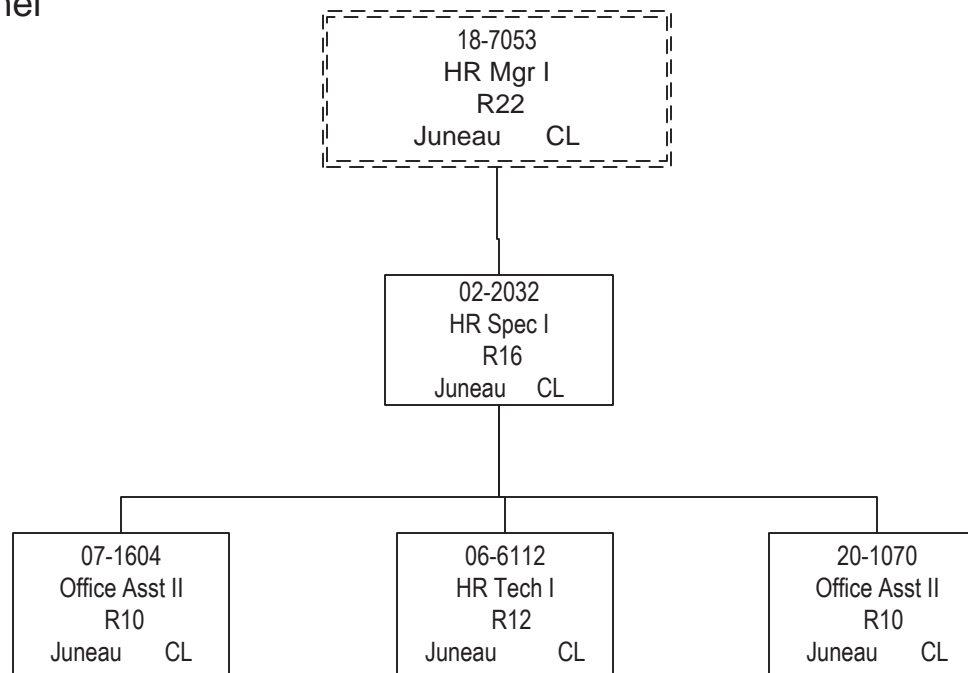 18-7053
HR Mgr I
R22
Juneau CL
02-2032
HR Spec I
R16
Juneau CL
07-1604
Office Asst II
R10
Juneau CL
06-6112
HR Tech I
R12
Juneau CL
20-1070
Office Asst II
R10
Juneau CL